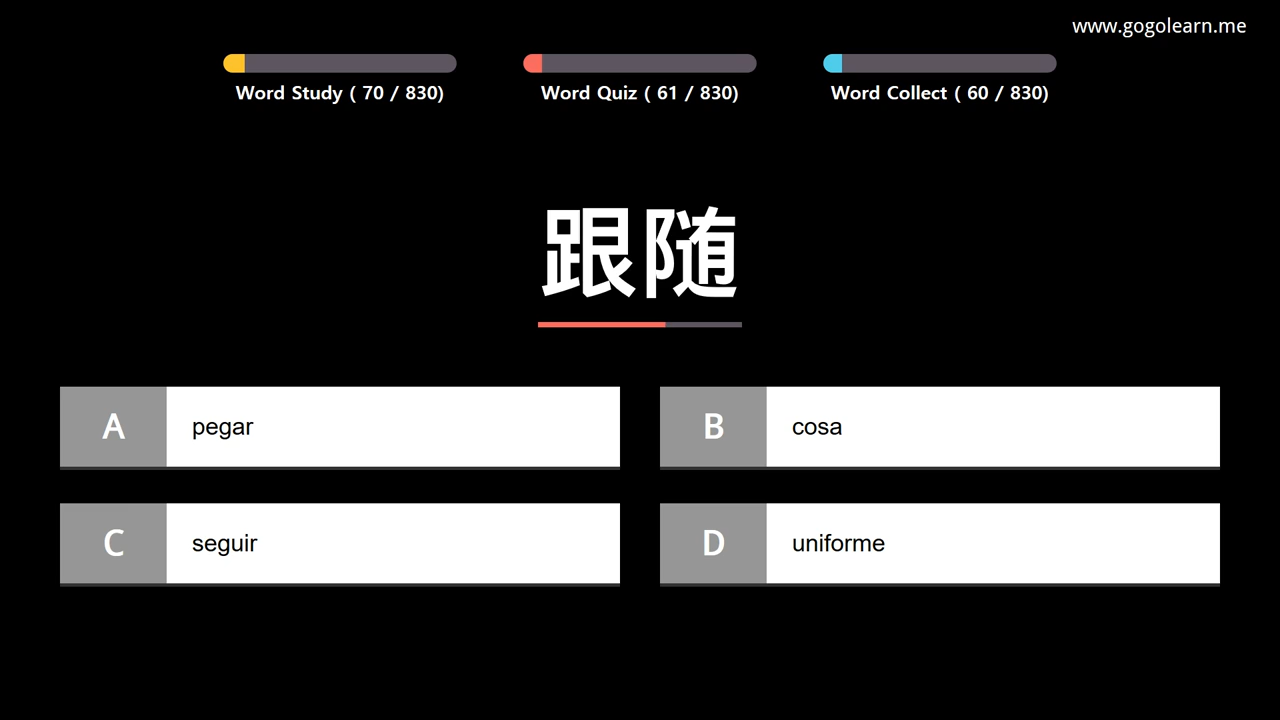 www.gogolearn.me
Word Study ( 70 / 830)
Word Quiz ( 61 / 830)
Word Collect ( 60 / 830)
跟随
A pegar
B cosa
C seguir
D uniforme